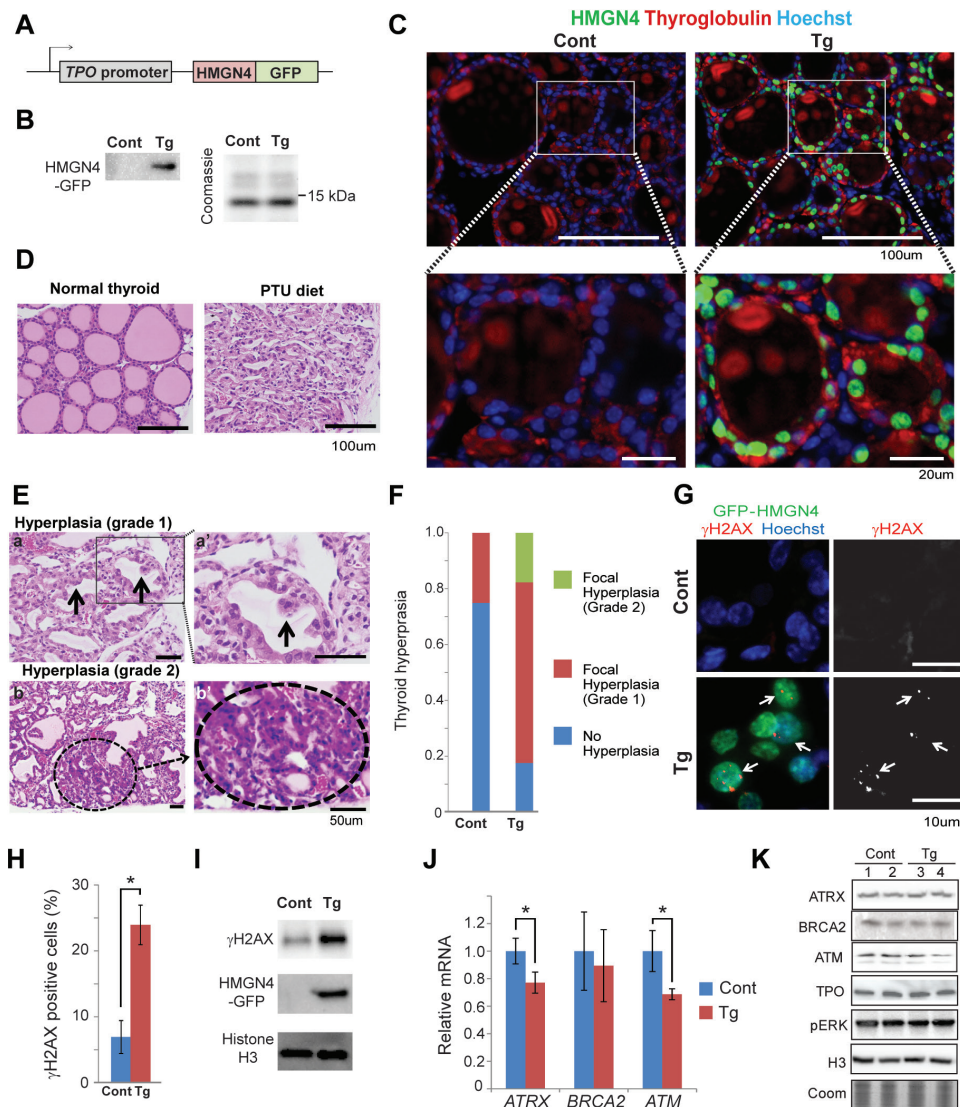 A
TPO promoter
HMGN4
GFP
B
Cont Tg
HMGN4
-GFP
Cont Tg
Coomassie
15 kDa
C
HMGN4 Thyroglobulin Hoechst
Cont
Tg
100um
20um
D
Normal thyroid
PTU diet
100um
E
Hyperplasia (grade 1)
a
a'
Hyperplasia (grade 2)
b
b'
50um
F
Thyroid hyperprasia
1.0
0.8
0.6
0.4
0.2
0
Cont
Tg
Focal
Hyperplasia
(Grade 2)
Focal
Hyperplasia
(Grade 1)
No
Hyperplasia
G
GFP-HMGN4
γH2AX Hoechst
γH2AX
Cont
Tg
10um
H
γH2AX positive cells (%)
30
20
10
0
*
Cont Tg
I
Cont Tg
γH2AX
HMGN4
-GFP
Histone
H3
J
Relative mRNA
1.2
1.0
0.8
0.6
0.4
0.2
0
*
*
ATRX
BRCA2
ATM
Cont
Tg
K
Cont
Tg
1 2 3 4
ATRX
BRCA2
ATM
TPO
pERK
H3
Coom